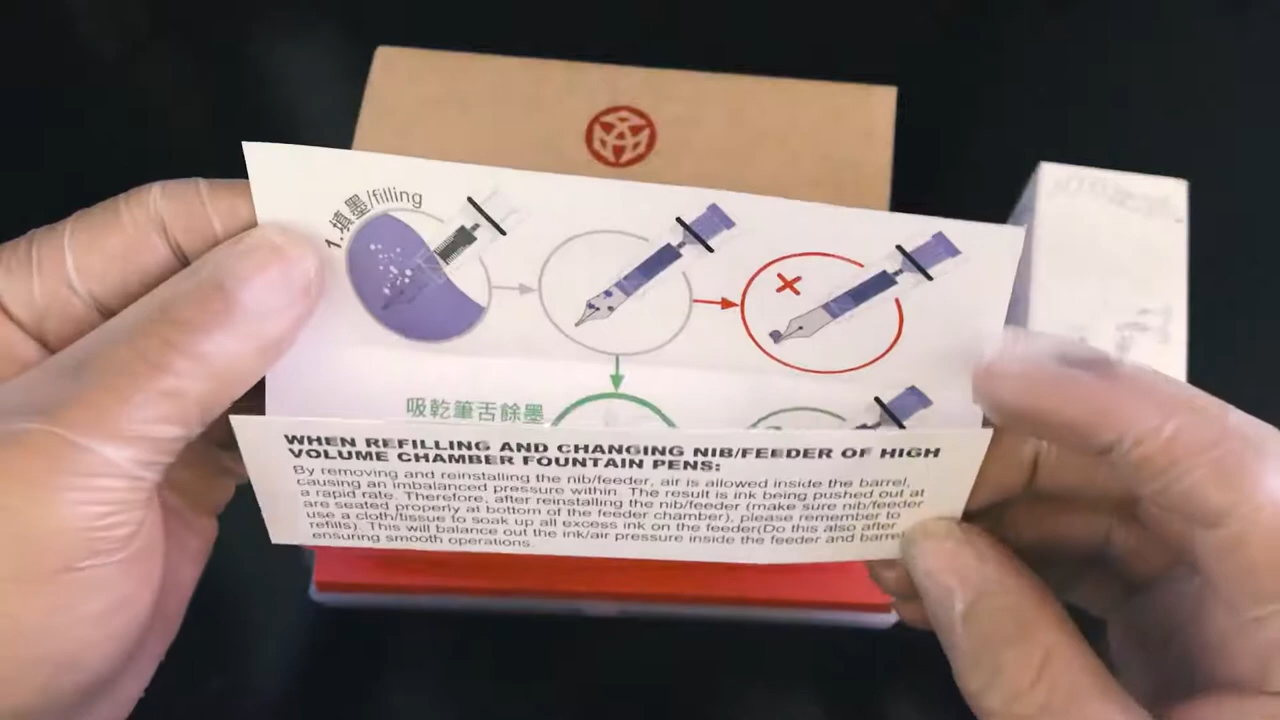 1.填墨/filling
吸乾筆舌餘墨
WHEN REFILLING AND CHANGING NIB/FEEDER OF HIGH
VOLUME CHAMBER FOUNTAIN PENS:
By removing and reinstalling the nib/feeder, air is allowed inside the barrel,
causing an imbalanced pressure within. The result is ink being pushed out at
a rapid rate. Therefore, after reinstalling the nib/feeder (make sure nib/feeder
are seated properly at bottom of the feeder chamber), please remember to
use a cloth/tissue to soak up all excess ink on the feeder(Do this also after
refills). This will balance out the ink/air pressure inside the feeder and barrel
ensuring smooth operations.